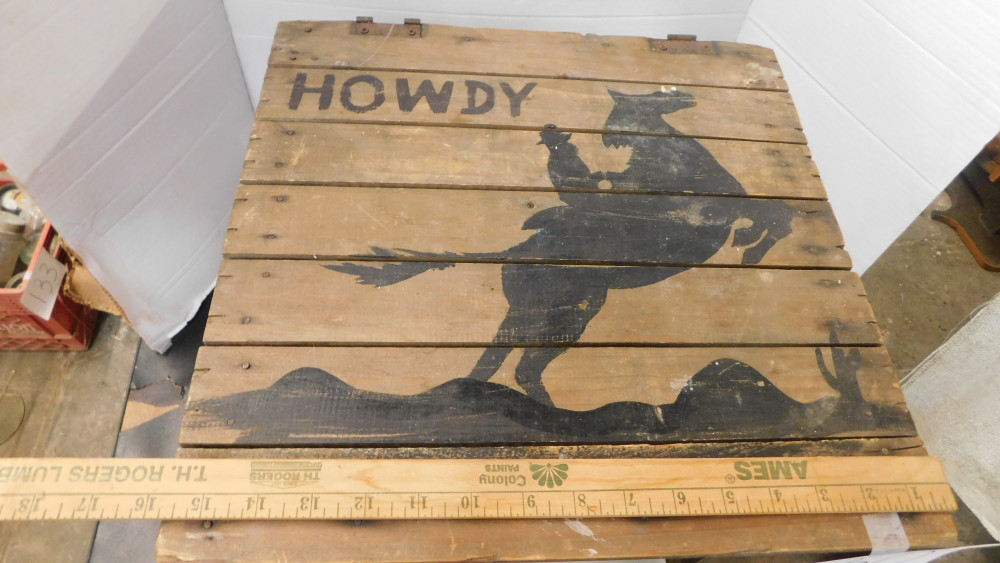 HOWDY
133
T.H. ROGERS LUMB
TH ROGERS
Colony
PAINTS
AMES®
18 17 16 15 14 13 12 11 10 9 8 7 6 5 4 3 2 1